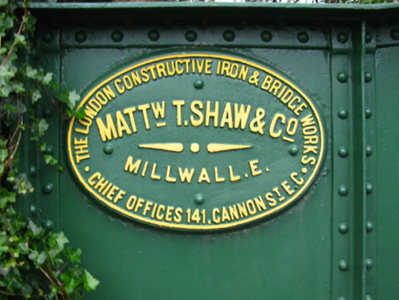 · THE LONDON CONSTRUCTIVE IRON & BRIDGE WORKS ·
MATTW T. SHAW & CO
MILLWALL. E.
CHIEF OFFICES 141, CANNON ST E.C.